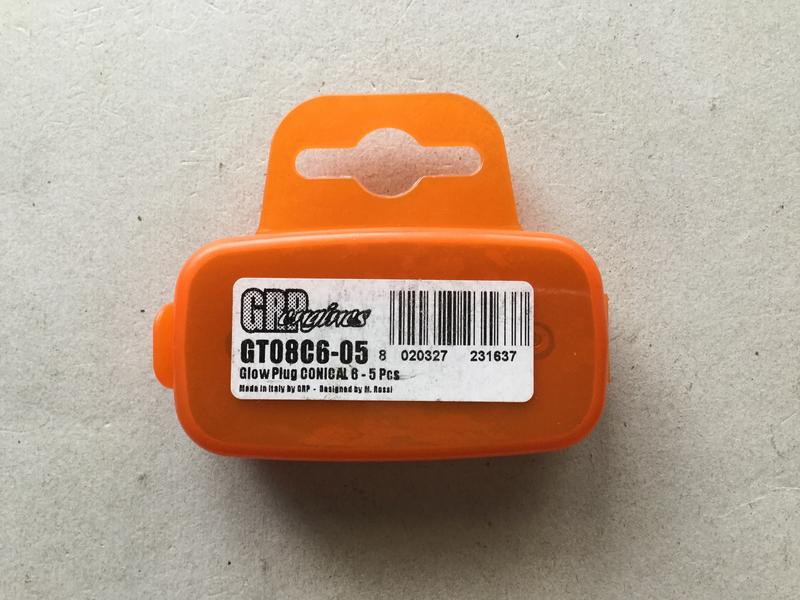 GRP engines
GT08C6-05
8 020327 231637
Glow Plug CONICAL 6 - 5 Pcs
Made in Italy by GRP - Designed by M. Rossi